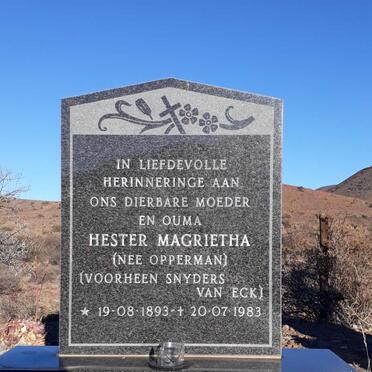 IN LIEFDEVOLLE
HERINNERINGE AAN
ONS DIERBARE MOEDER
EN OUMA
HESTER MAGRIETHA
(NEE OPPERMAN)
(VOORHEEN SNYDERS
VAN ECK)
* 19·08·1893 ✝ 20·07·1983